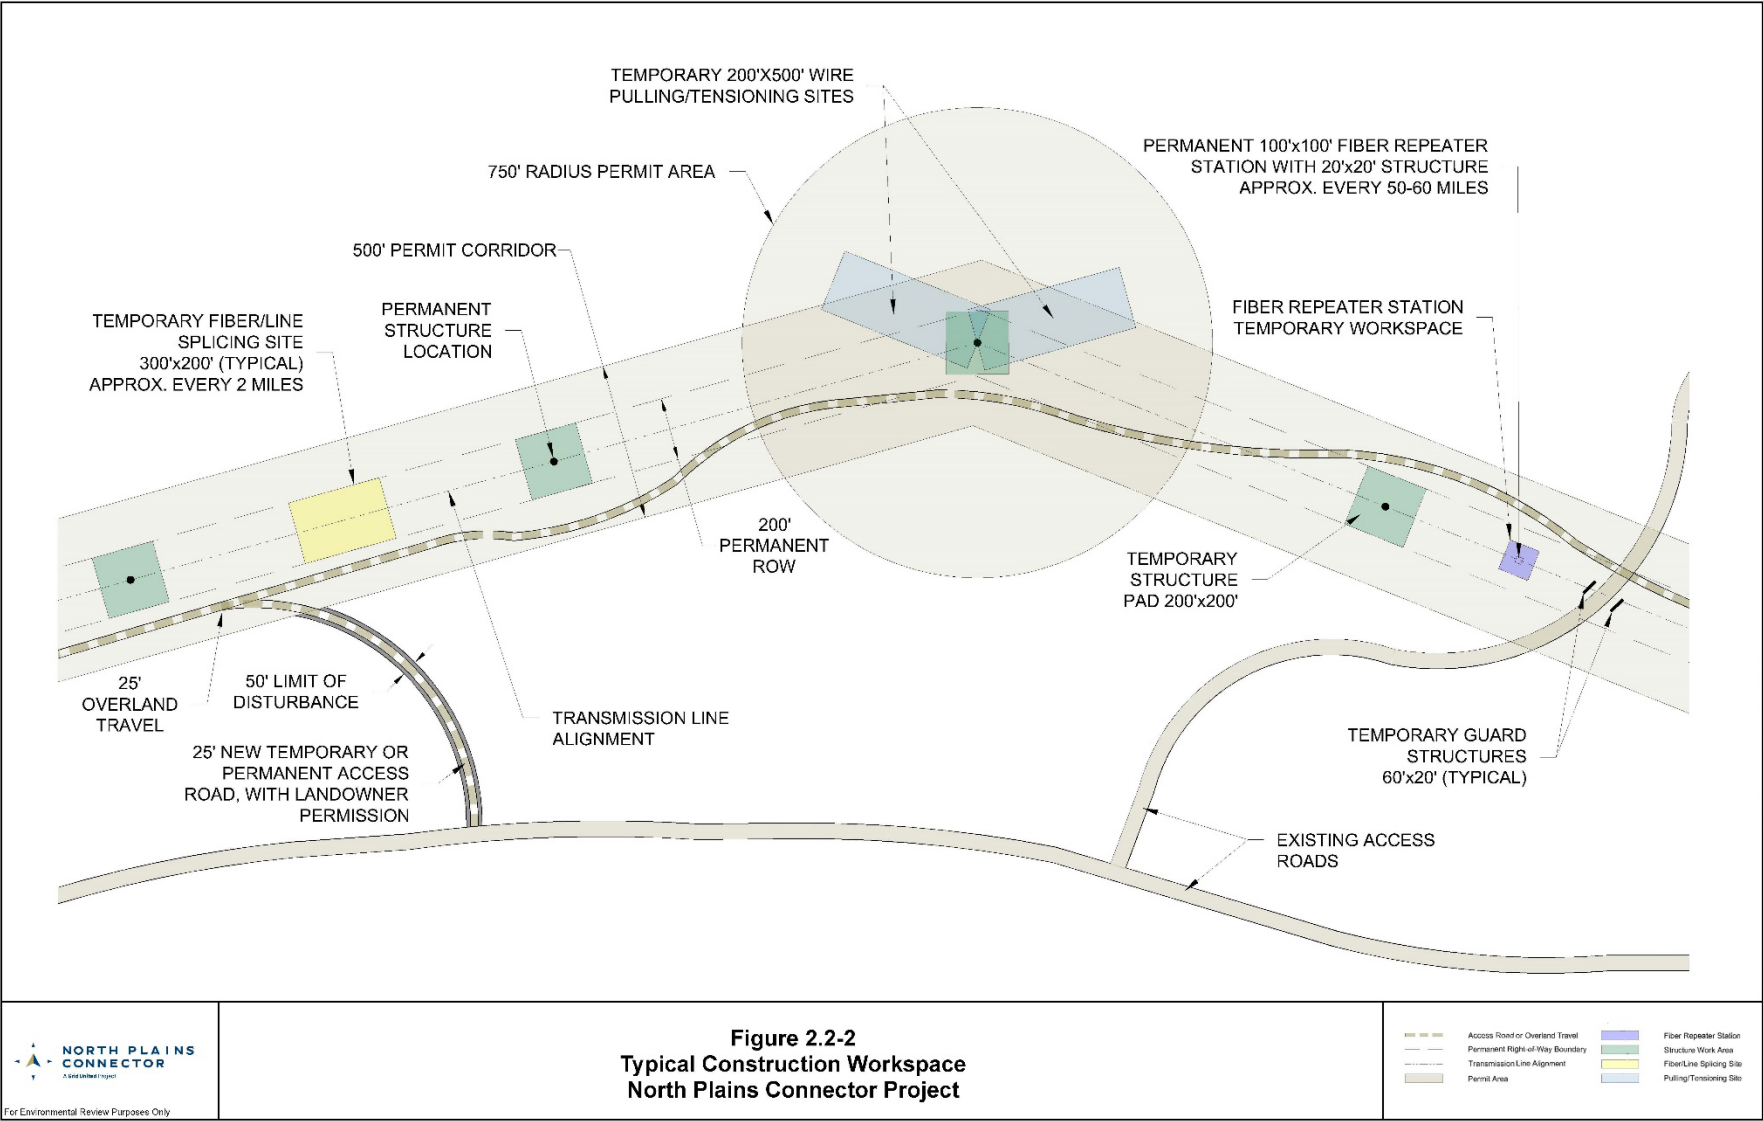 TEMPORARY 200'X500' WIRE
PULLING/TENSIONING SITES
750' RADIUS PERMIT AREA
PERMANENT 100'x100' FIBER REPEATER
STATION WITH 20'x20' STRUCTURE
APPROX. EVERY 50-60 MILES
500' PERMIT CORRIDOR
PERMANENT
STRUCTURE
LOCATION
TEMPORARY FIBER/LINE
SPLICING SITE
300'x200' (TYPICAL)
APPROX. EVERY 2 MILES
FIBER REPEATER STATION
TEMPORARY WORKSPACE
200'
PERMANENT
ROW
TEMPORARY
STRUCTURE
PAD 200'x200'
25'
OVERLAND
TRAVEL
50' LIMIT OF
DISTURBANCE
TRANSMISSION LINE
ALIGNMENT
25' NEW TEMPORARY OR
PERMANENT ACCESS
ROAD, WITH LANDOWNER
PERMISSION
TEMPORARY GUARD
STRUCTURES
60'x20' (TYPICAL)
EXISTING ACCESS
ROADS
NORTH PLAINS
CONNECTOR
A Grid United Project
For Environmental Review Purposes Only
Figure 2.2-2
Typical Construction Workspace
North Plains Connector Project
Access Road or Overland Travel
Permanent Right-of-Way Boundary
Transmission Line Alignment
Permit Area
Fiber Repeater Station
Structure Work Area
Fiber/Line Splicing Site
Pulling/Tensioning Site